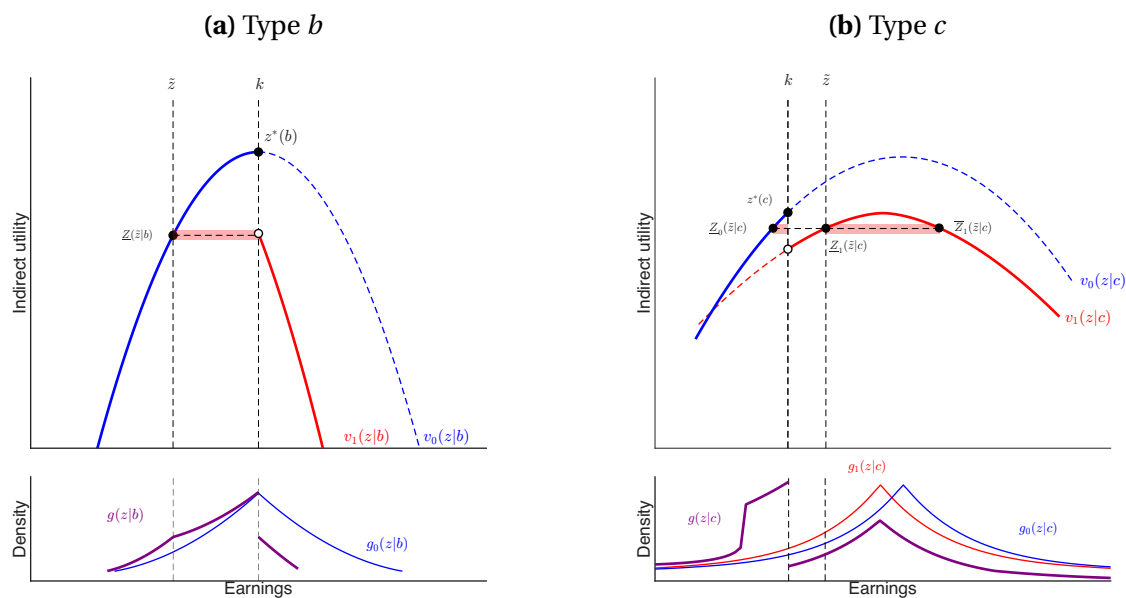 (a) Type b
z̃
k
z*(b)
Z̲(z̃|b)
Indirect utility
v₁(z|b)
v₀(z|b)
g(z|b)
g₀(z|b)
Density
Earnings
(b) Type c
k
z̃
z*(c)
Z̲₀(z̃|c)
Z̅₁(z̃|c)
Z̲₁(z̃|c)
Indirect utility
v₀(z|c)
v₁(z|c)
g₁(z|c)
g(z|c)
g₀(z|c)
Density
Earnings